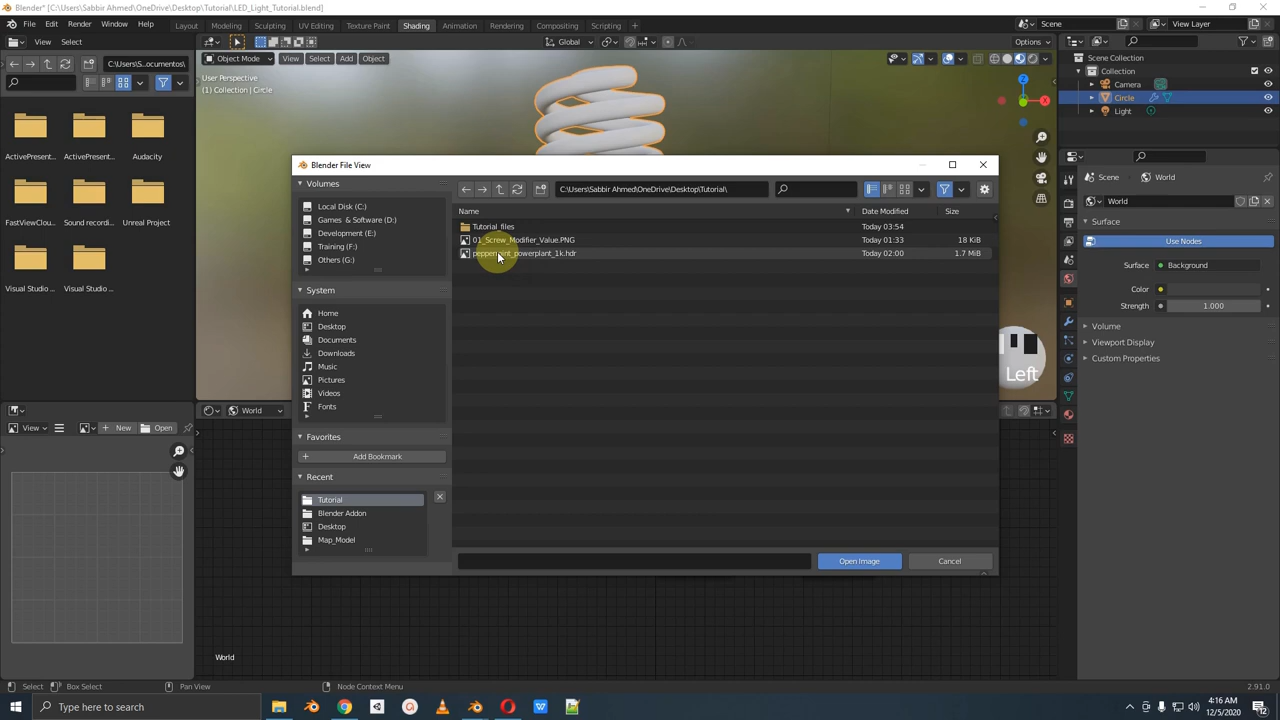 Blender* [C:\Users\Sabbir Ahmed\OneDrive\Desktop\Tutorial\LED_Light_Tutorial.blend]
File Edit Render Window Help Layout Modeling Sculpting UV Editing Texture Paint Shading Animation Rendering Compositing Scripting Scene View Layer
View Select Global Options
C:\Users\S..ocumentos\ Object Mode View Select Add Object
User Perspective
(1) Collection | Circle
Scene Collection
Collection
Camera
Circle
Light
ActivePresent...
ActivePresent...
Audacity
FastViewClou...
Sound recordi...
Unreal Project
Visual Studio ...
Visual Studio ...
Z
X
Blender File View
Volumes
Local Disk (C:)
Games & Software (D:)
Development (E:)
Training (F:)
Others (G:)
System
Home
Desktop
Documents
Downloads
Music
Pictures
Videos
Fonts
Favorites
Add Bookmark
Recent
Tutorial
Blender Addon
Desktop
Map_Model
C:\Users\Sabbir Ahmed\OneDrive\Desktop\Tutorial\
Name Date Modified Size
Tutorial_files Today 03:54
01_Screw_Modifier_Value.PNG Today 01:33 18 KiB
peppermint_powerplant_1k.hdr Today 02:00 1.7 MiB
Open Image Cancel
Left
Scene World
World
Surface
Use Nodes
Surface Background
Color
Strength 1.000
Volume
Viewport Display
Custom Properties
View New Open
World
World
Select Box Select Pan View Node Context Menu 2.91.0
Type here to search
4:16 AM
12/5/2020
12